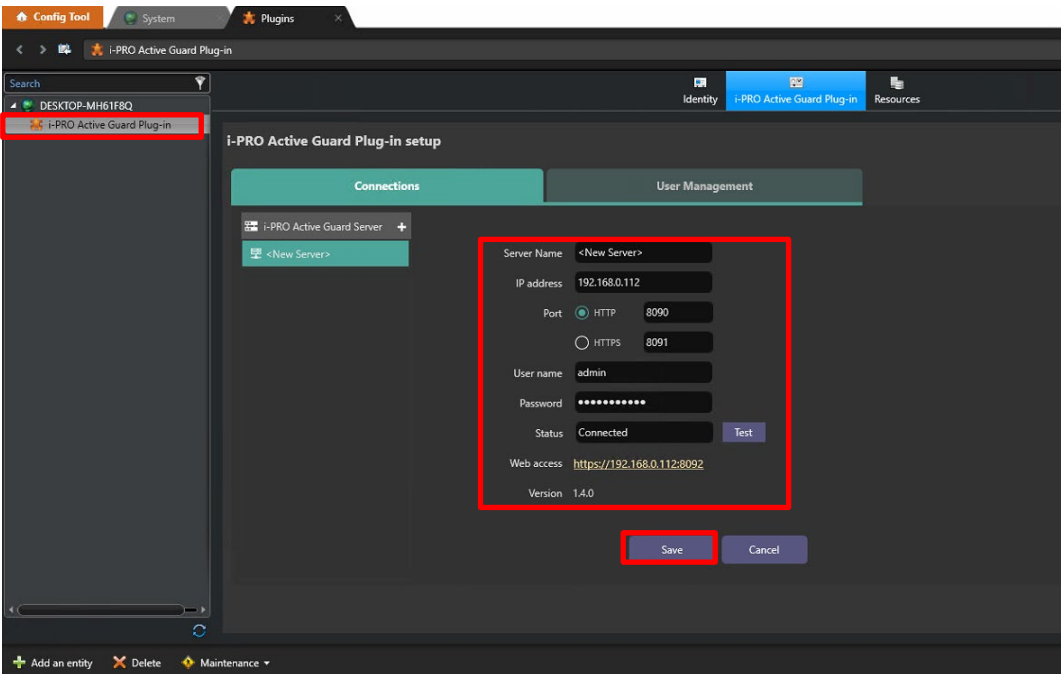 Config Tool
System
Plugins
i-PRO Active Guard Plug-in
Search
DESKTOP-MH61F8Q
i-PRO Active Guard Plug-in
Identity
i-PRO Active Guard Plug-in
Resources
i-PRO Active Guard Plug-in setup
Connections
User Management
i-PRO Active Guard Server +
<New Server>
Server Name <New Server>
IP address 192.168.0.112
Port HTTP 8090
HTTPS 8091
User name admin
Password •••••••••••
Status Connected Test
Web access https://192.168.0.112:8092
Version 1.4.0
Save Cancel
Add an entity Delete Maintenance